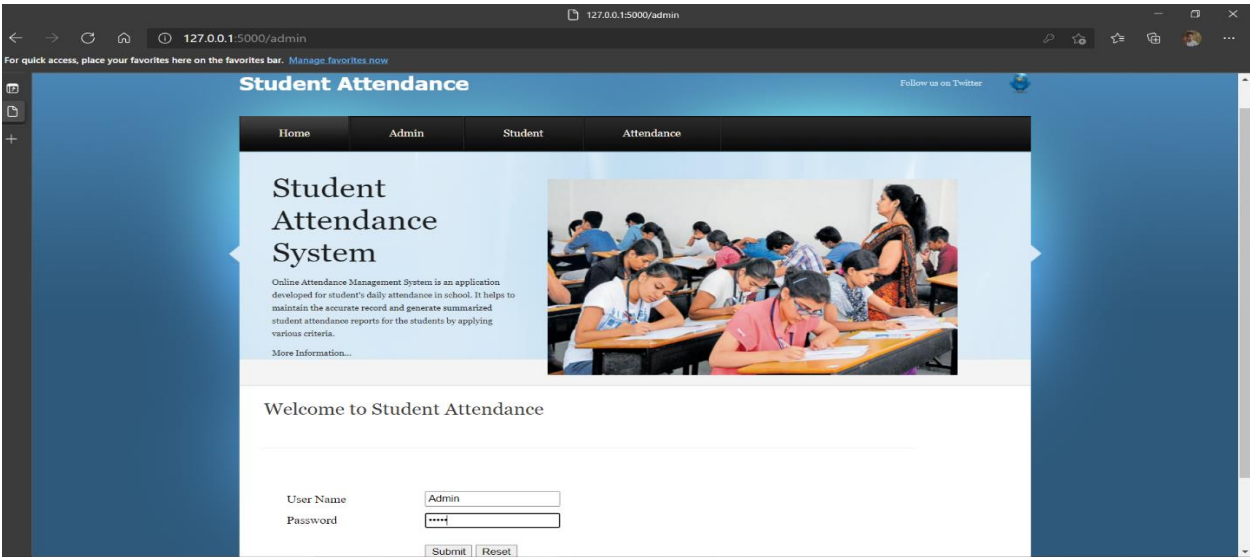 127.0.0.1:5000/admin
127.0.0.1:5000/admin
For quick access, place your favorites here on the favorites bar. Manage favorites now
Student Attendance
Follow us on Twitter
Home Admin Student Attendance
Student
Attendance
System
Online Attendance Management System is an application
developed for student's daily attendance in school. It helps to
maintain the accurate record and generate summarized
student attendance reports for the students by applying
various criteria.
More Information...
Welcome to Student Attendance
User Name Admin
Password •••••
Submit Reset